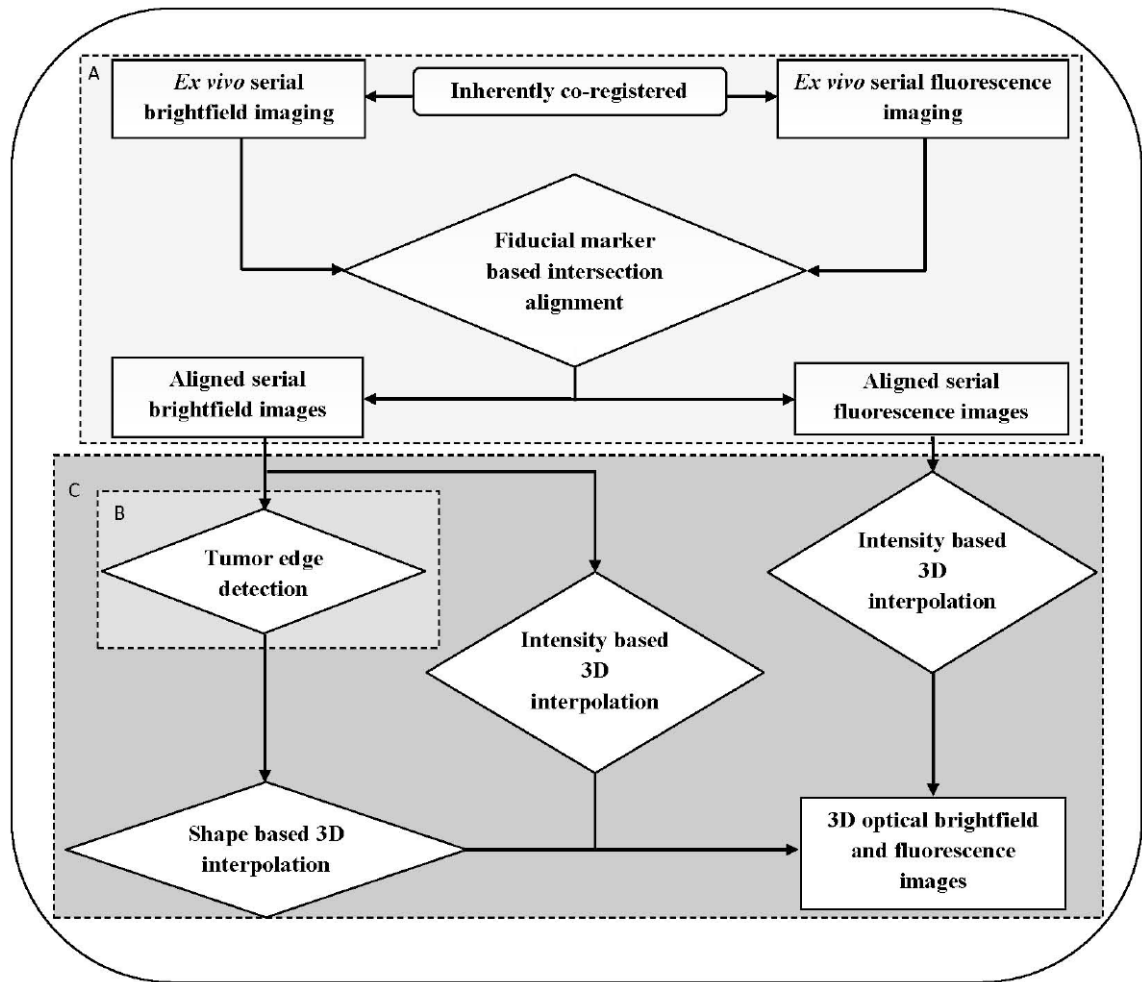 A
Ex vivo serial
brightfield imaging
Inherently co-registered
Ex vivo serial fluorescence
imaging
Fiducial marker
based intersection
alignment
Aligned serial
brightfield images
Aligned serial
fluorescence images
C
B
Tumor edge
detection
Intensity based
3D
interpolation
Intensity based
3D
interpolation
Shape based 3D
interpolation
3D optical brightfield
and fluorescence
images